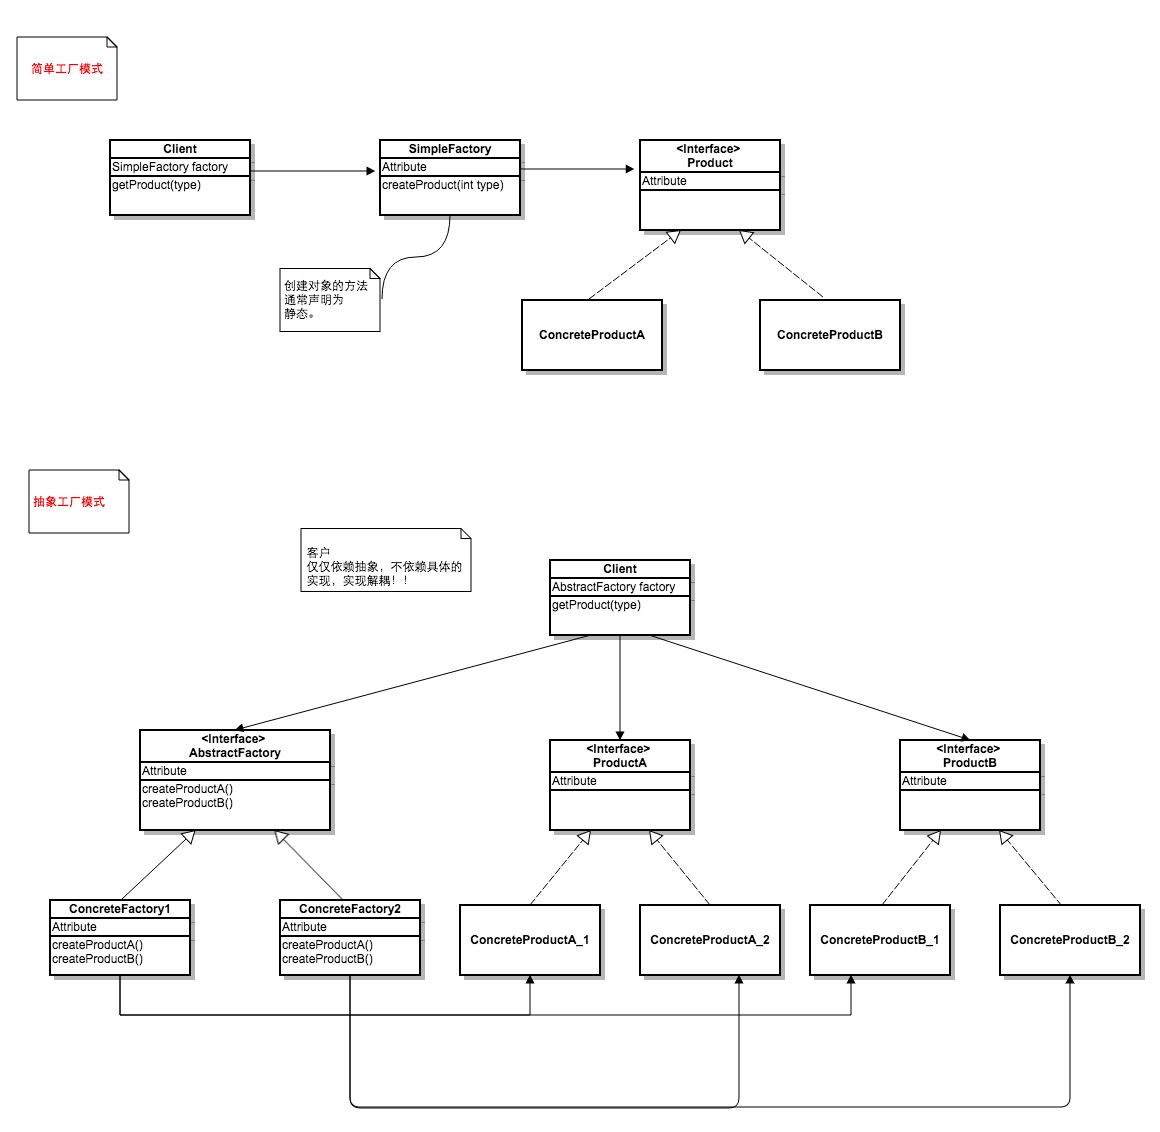 简单工厂模式
Client
SimpleFactory factory
getProduct(type)
SimpleFactory
Attribute
createProduct(int type)
<Interface>
Product
Attribute
创建对象的方法
通常声明为
静态。
ConcreteProductA
ConcreteProductB
抽象工厂模式
客户
仅仅依赖抽象，不依赖具体的
实现，实现解耦！！
Client
AbstractFactory factory
getProduct(type)
<Interface>
AbstractFactory
Attribute
createProductA()
createProductB()
<Interface>
ProductA
Attribute
<Interface>
ProductB
Attribute
ConcreteFactory1
Attribute
createProductA()
createProductB()
ConcreteFactory2
Attribute
createProductA()
createProductB()
ConcreteProductA_1
ConcreteProductA_2
ConcreteProductB_1
ConcreteProductB_2